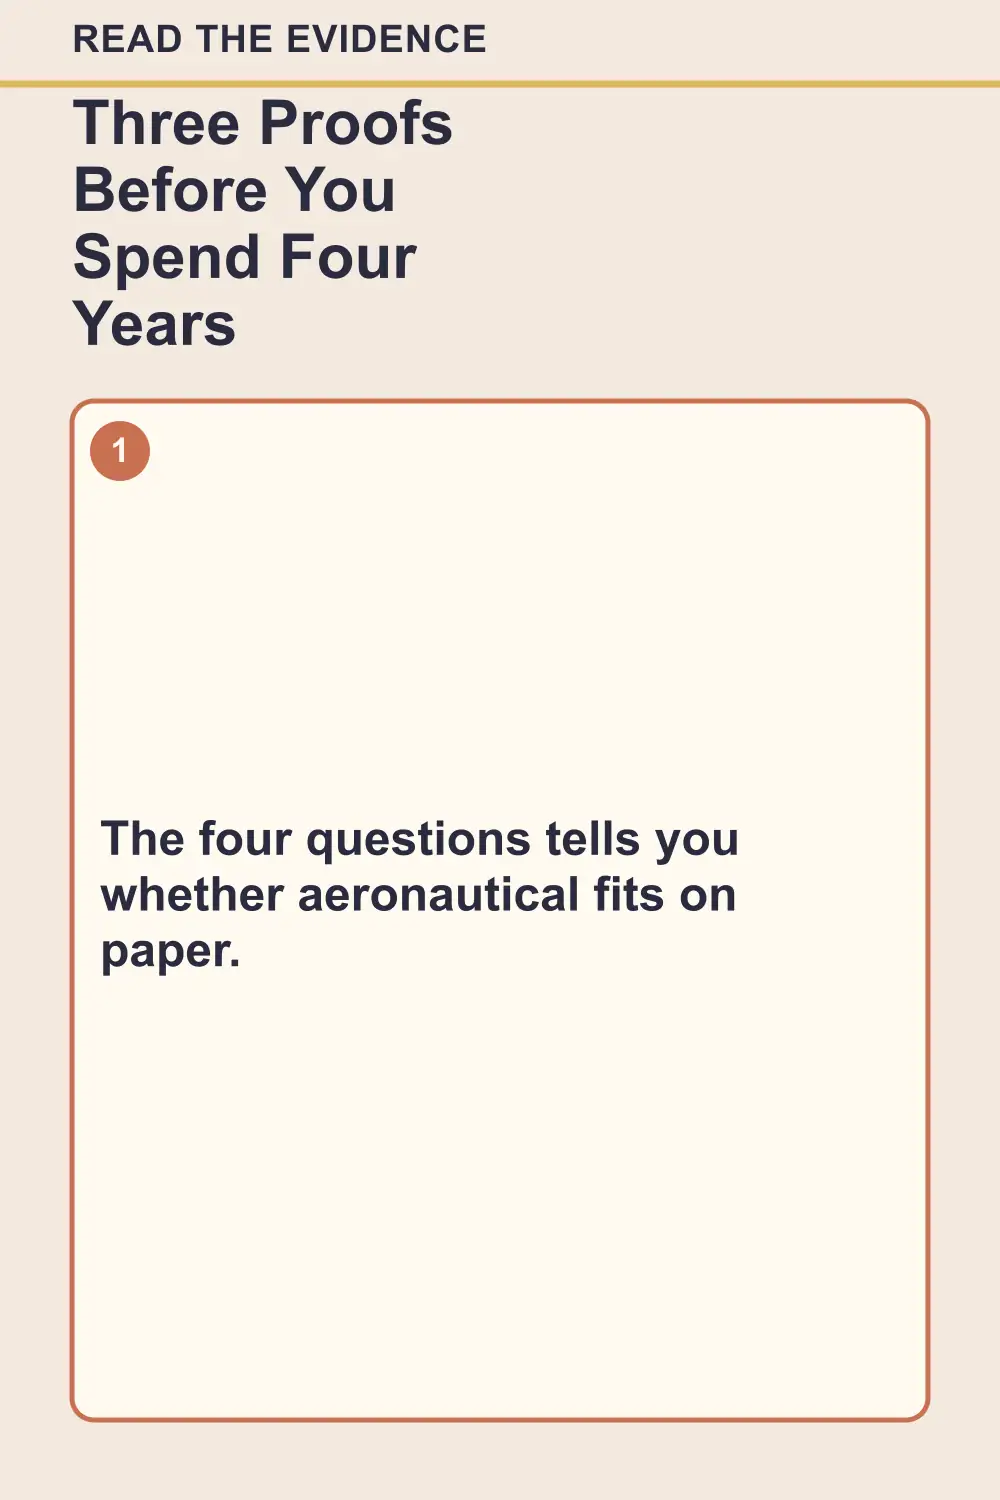 READ THE EVIDENCE
Three Proofs
Before You
Spend Four
Years
1
The four questions tells you
whether aeronautical fits on
paper.